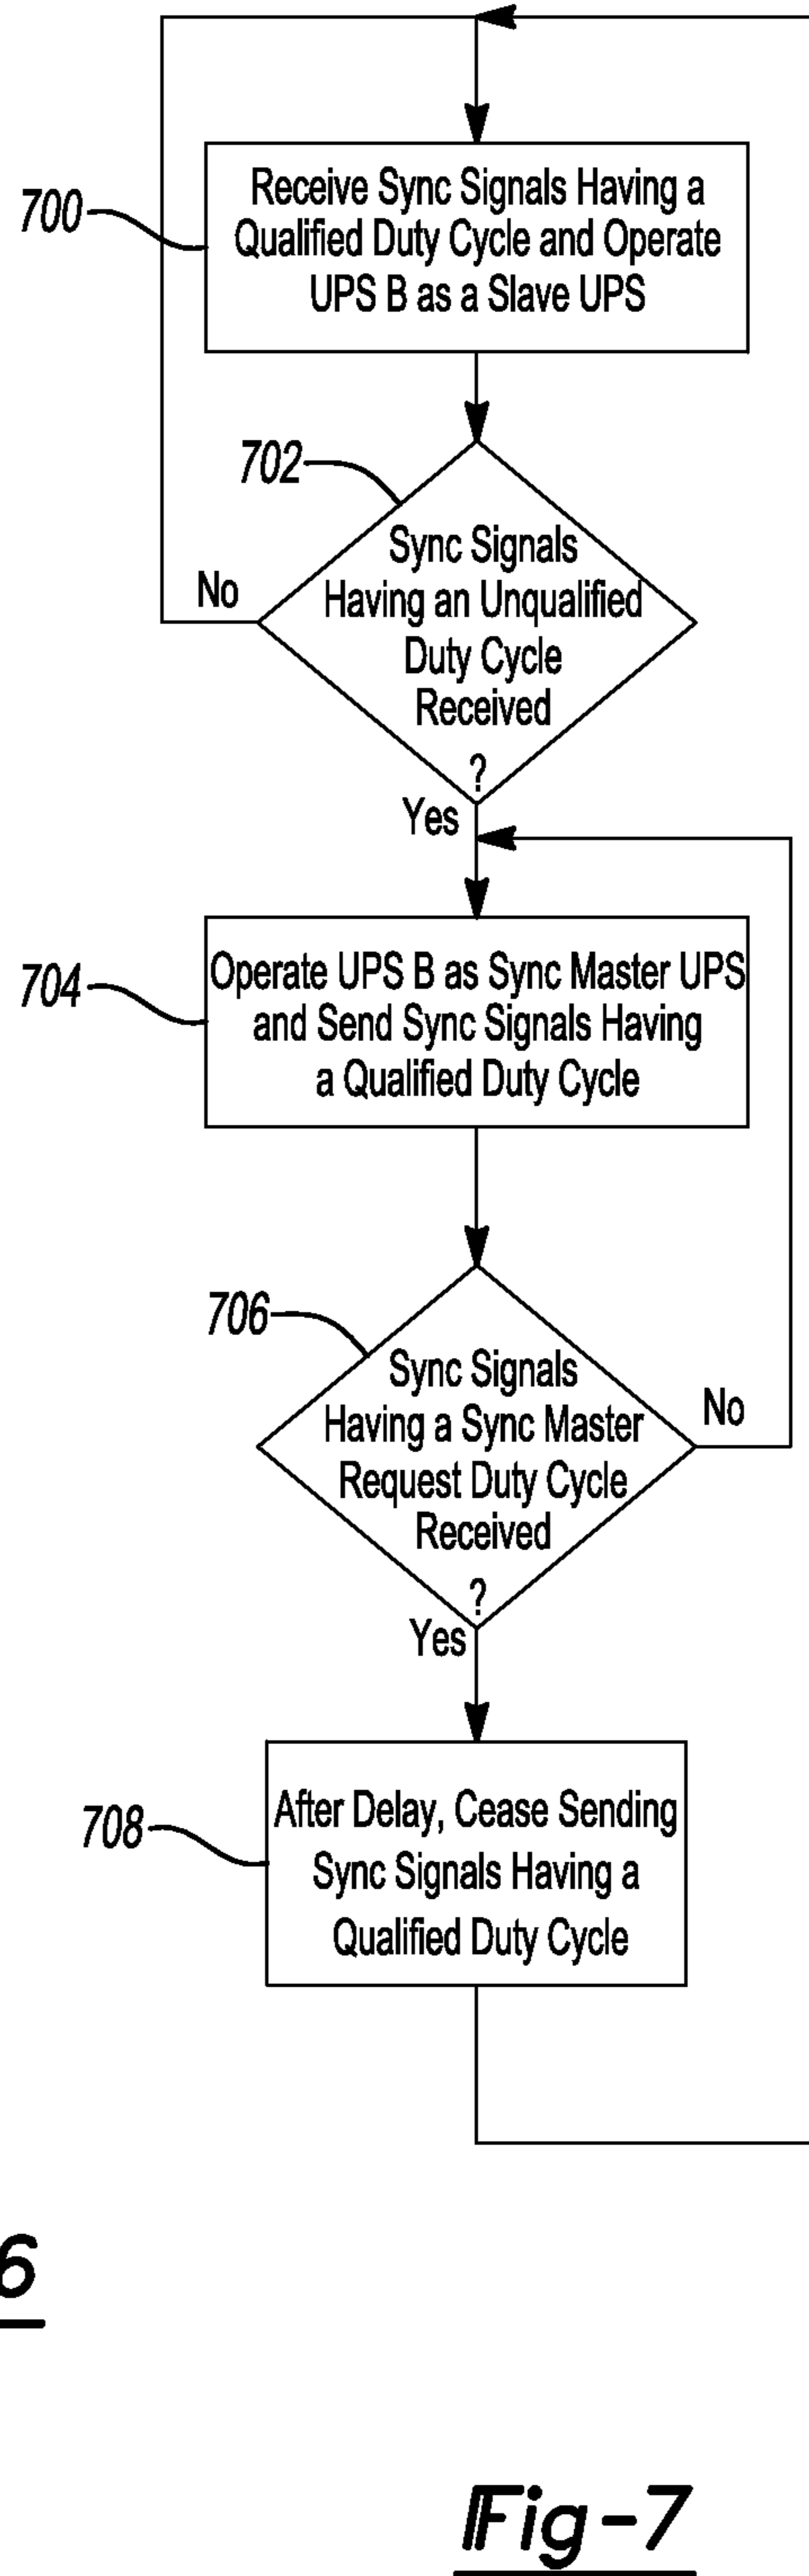 700
Receive Sync Signals Having a
Qualified Duty Cycle and Operate
UPS B as a Slave UPS
702
Sync Signals
Having an Unqualified
Duty Cycle
Received
?
No
Yes
704
Operate UPS B as Sync Master UPS
and Send Sync Signals Having
a Qualified Duty Cycle
706
Sync Signals
Having a Sync Master
Request Duty Cycle
Received
?
No
Yes
708
After Delay, Cease Sending
Sync Signals Having a
Qualified Duty Cycle
6
Fig-7